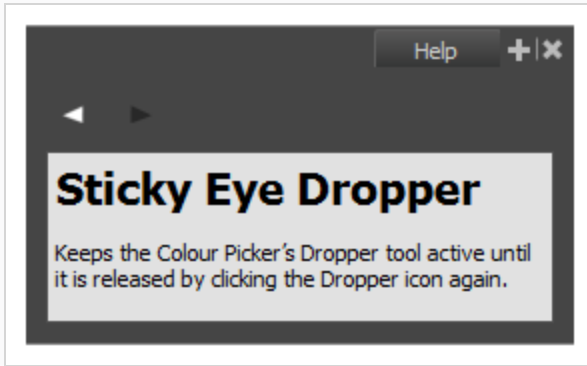 Help
Sticky Eye Dropper
Keeps the Colour Picker’s Dropper tool active until
it is released by clicking the Dropper icon again.